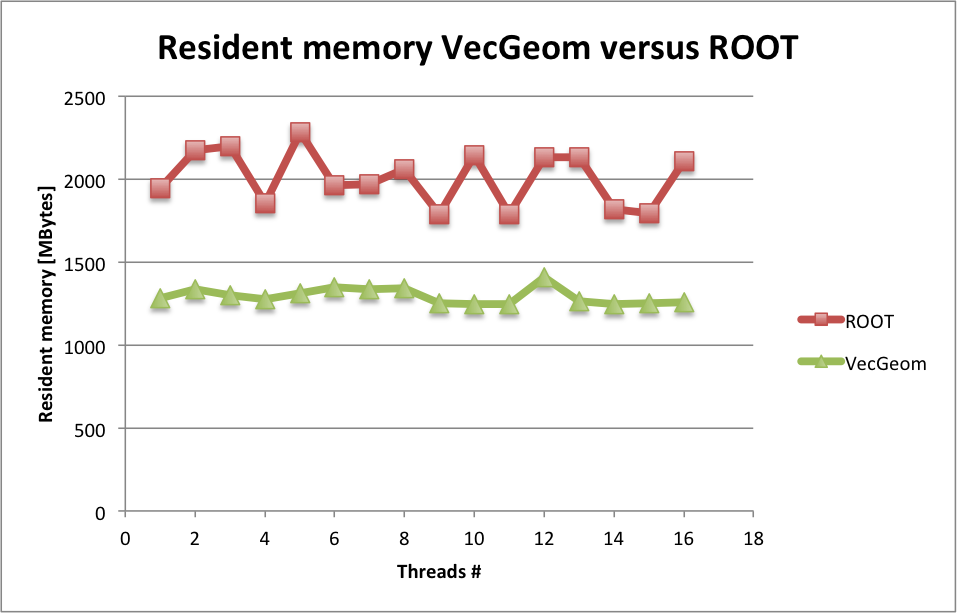 Resident memory VecGeom versus ROOT
2500
2000
1500
1000
500
0
Resident memory [MBytes]
0 2 4 6 8 10 12 14 16 18
Threads #
ROOT
VecGeom